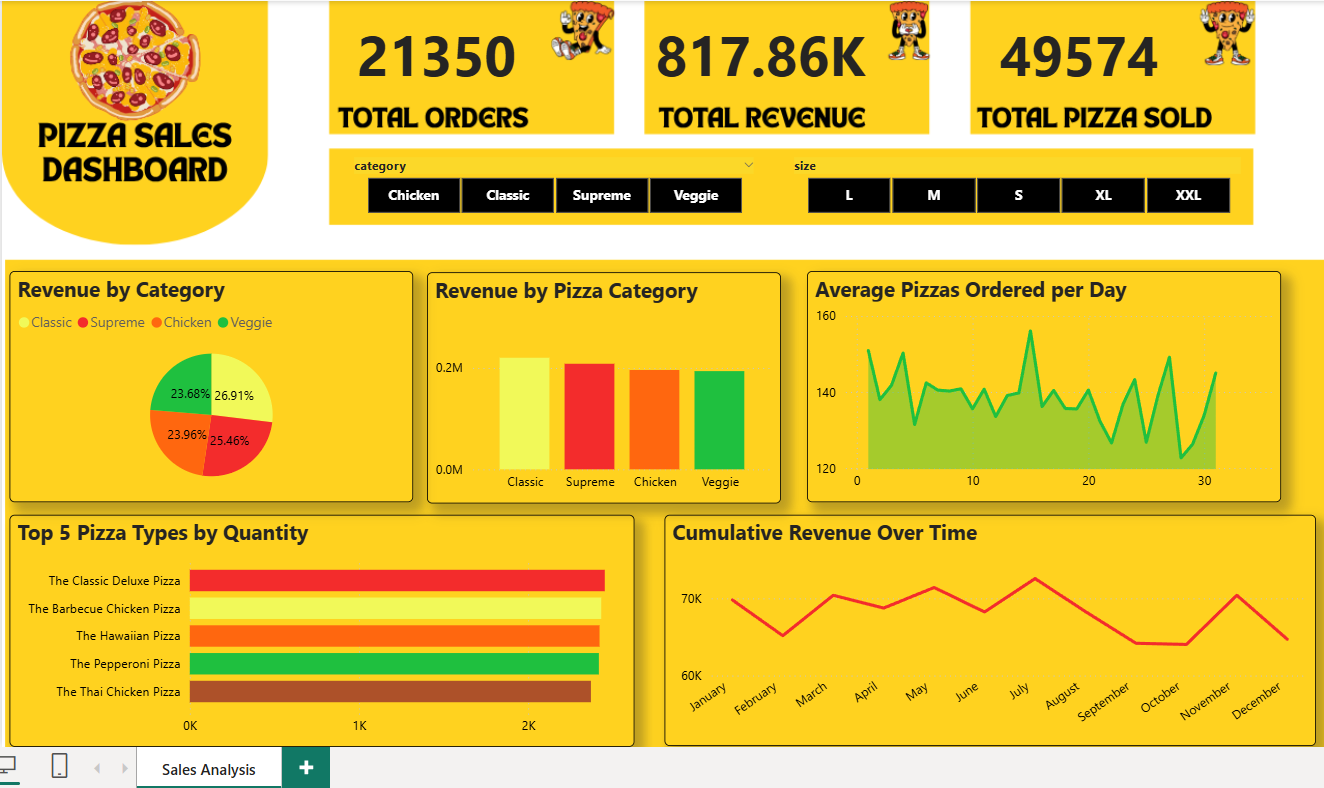 PIZZA SALES
DASHBOARD
21350
TOTAL ORDERS
817.86K
TOTAL REVENUE
49574
TOTAL PIZZA SOLD
category
Chicken
Classic
Supreme
Veggie
size
L
M
S
XL
XXL
Revenue by Category
Classic Supreme Chicken Veggie
23.68%
26.91%
23.96%
25.46%
Revenue by Pizza Category
0.2M
0.0M
Classic Supreme Chicken Veggie
Average Pizzas Ordered per Day
160
140
120
0 10 20 30
Top 5 Pizza Types by Quantity
The Classic Deluxe Pizza
The Barbecue Chicken Pizza
The Hawaiian Pizza
The Pepperoni Pizza
The Thai Chicken Pizza
0K 1K 2K
Cumulative Revenue Over Time
70K
60K
January February March April May June July August September October November December
Sales Analysis